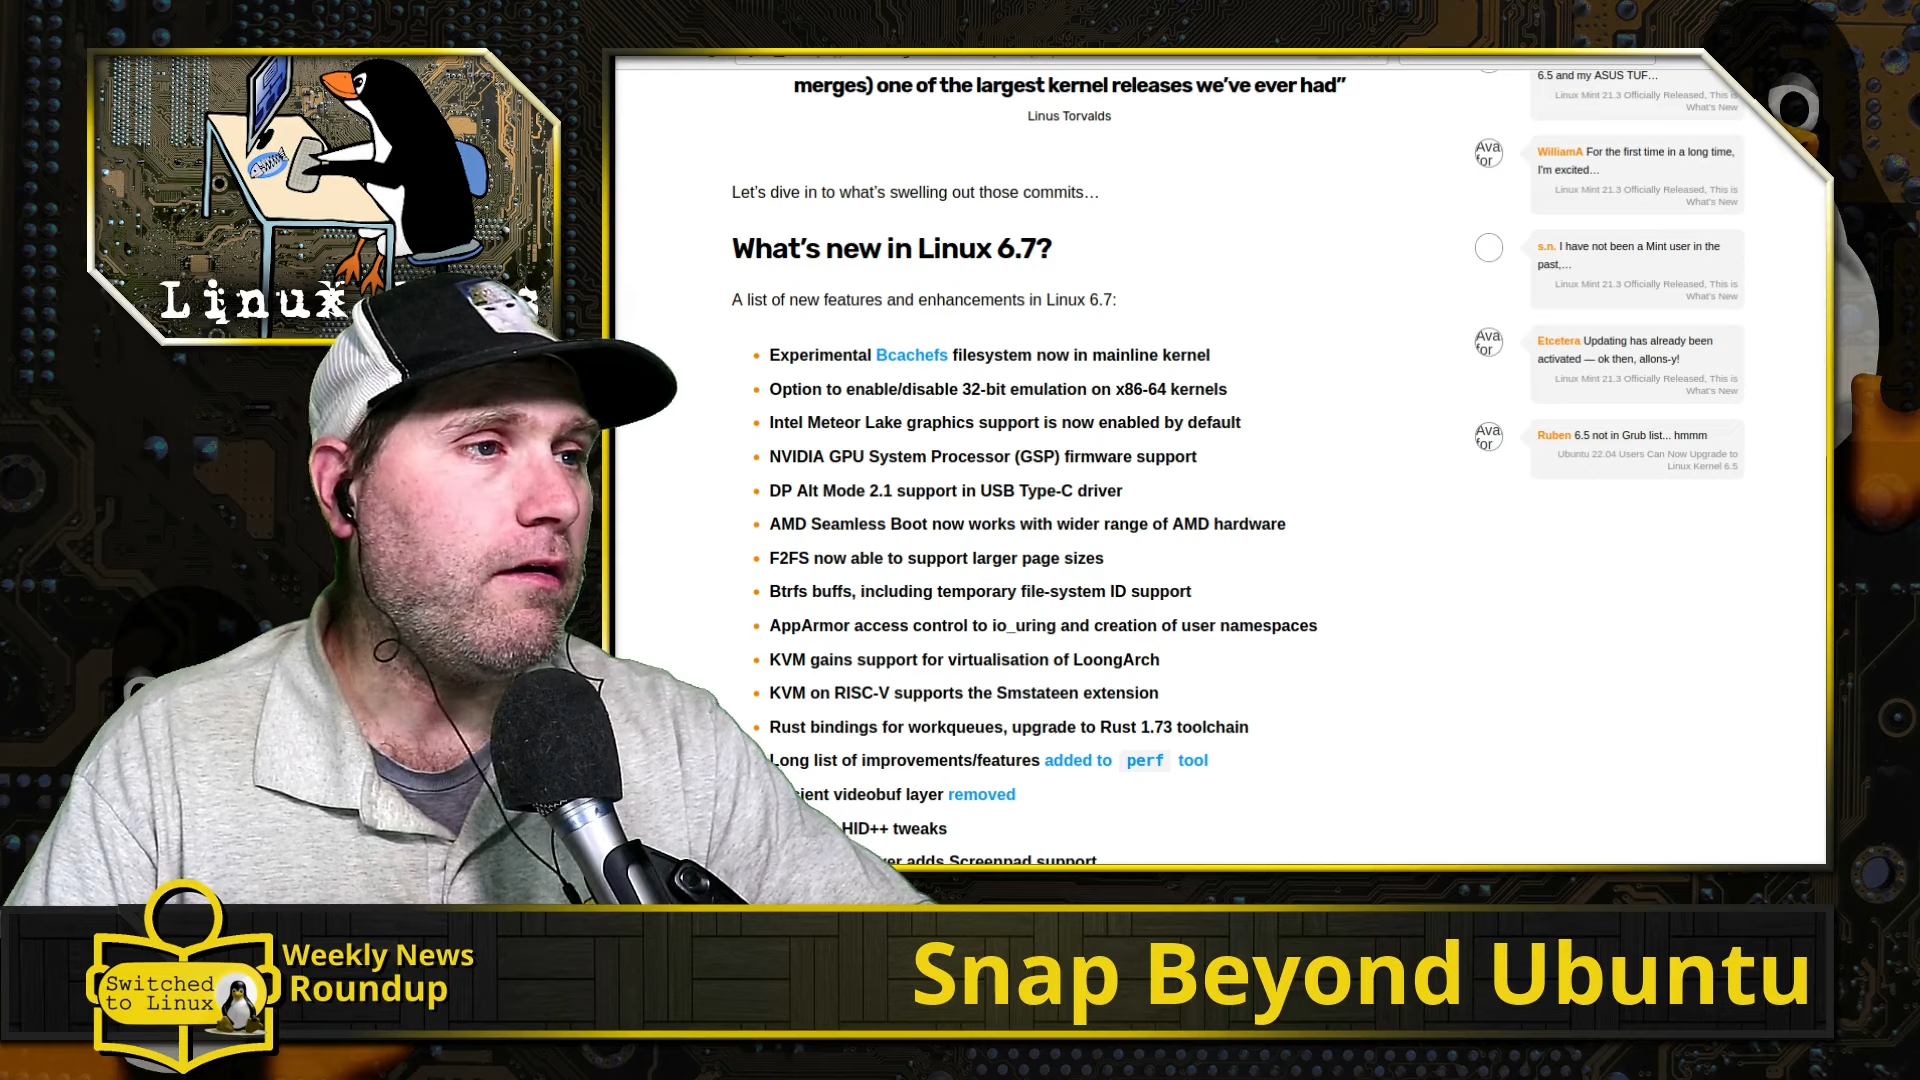 merges) one of the largest kernel releases we’ve ever had”
Linus Torvalds
Let’s dive in to what’s swelling out those commits…
What’s new in Linux 6.7?
A list of new features and enhancements in Linux 6.7:
Experimental Bcachefs filesystem now in mainline kernel
Option to enable/disable 32-bit emulation on x86-64 kernels
Intel Meteor Lake graphics support is now enabled by default
NVIDIA GPU System Processor (GSP) firmware support
DP Alt Mode 2.1 support in USB Type-C driver
AMD Seamless Boot now works with wider range of AMD hardware
F2FS now able to support larger page sizes
Btrfs buffs, including temporary file-system ID support
AppArmor access control to io_uring and creation of user namespaces
KVM gains support for virtualisation of LoongArch
KVM on RISC-V supports the Smstateen extension
Rust bindings for workqueues, upgrade to Rust 1.73 toolchain
Long list of improvements/features added to perf tool
videobuf layer removed
HID++ tweaks
adds Screenpad support
6.5 and my ASUS TUF…
Linux Mint 21.3 Officially Released, This is
What's New
Ava
for
WilliamA For the first time in a long time,
I'm excited…
Linux Mint 21.3 Officially Released, This is
What's New
s.n. I have not been a Mint user in the
past,…
Linux Mint 21.3 Officially Released, This is
What's New
Ava
for
Etcetera Updating has already been
activated — ok then, allons-y!
Linux Mint 21.3 Officially Released, This is
What's New
Ava
for
Ruben 6.5 not in Grub list... hmmm
Ubuntu 22.04 Users Can Now Upgrade to
Linux Kernel 6.5
Linux
Switched
to Linux
Weekly News
Roundup
Snap Beyond Ubuntu